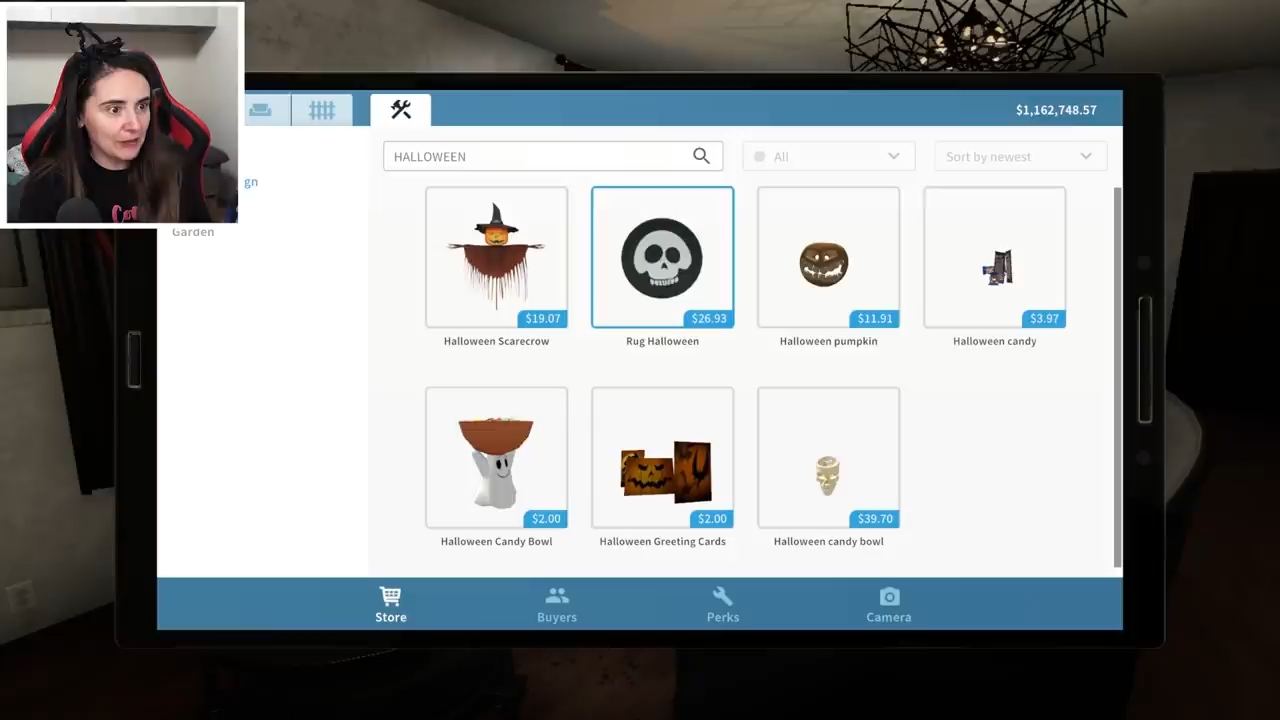 $1,162,748.57
HALLOWEEN
All
Sort by newest
gn
Garden
$19.07
$26.93
$11.91
$3.97
Halloween Scarecrow
Rug Halloween
Halloween pumpkin
Halloween candy
$2.00
$2.00
$39.70
Halloween Candy Bowl
Halloween Greeting Cards
Halloween candy bowl
Store
Buyers
Perks
Camera